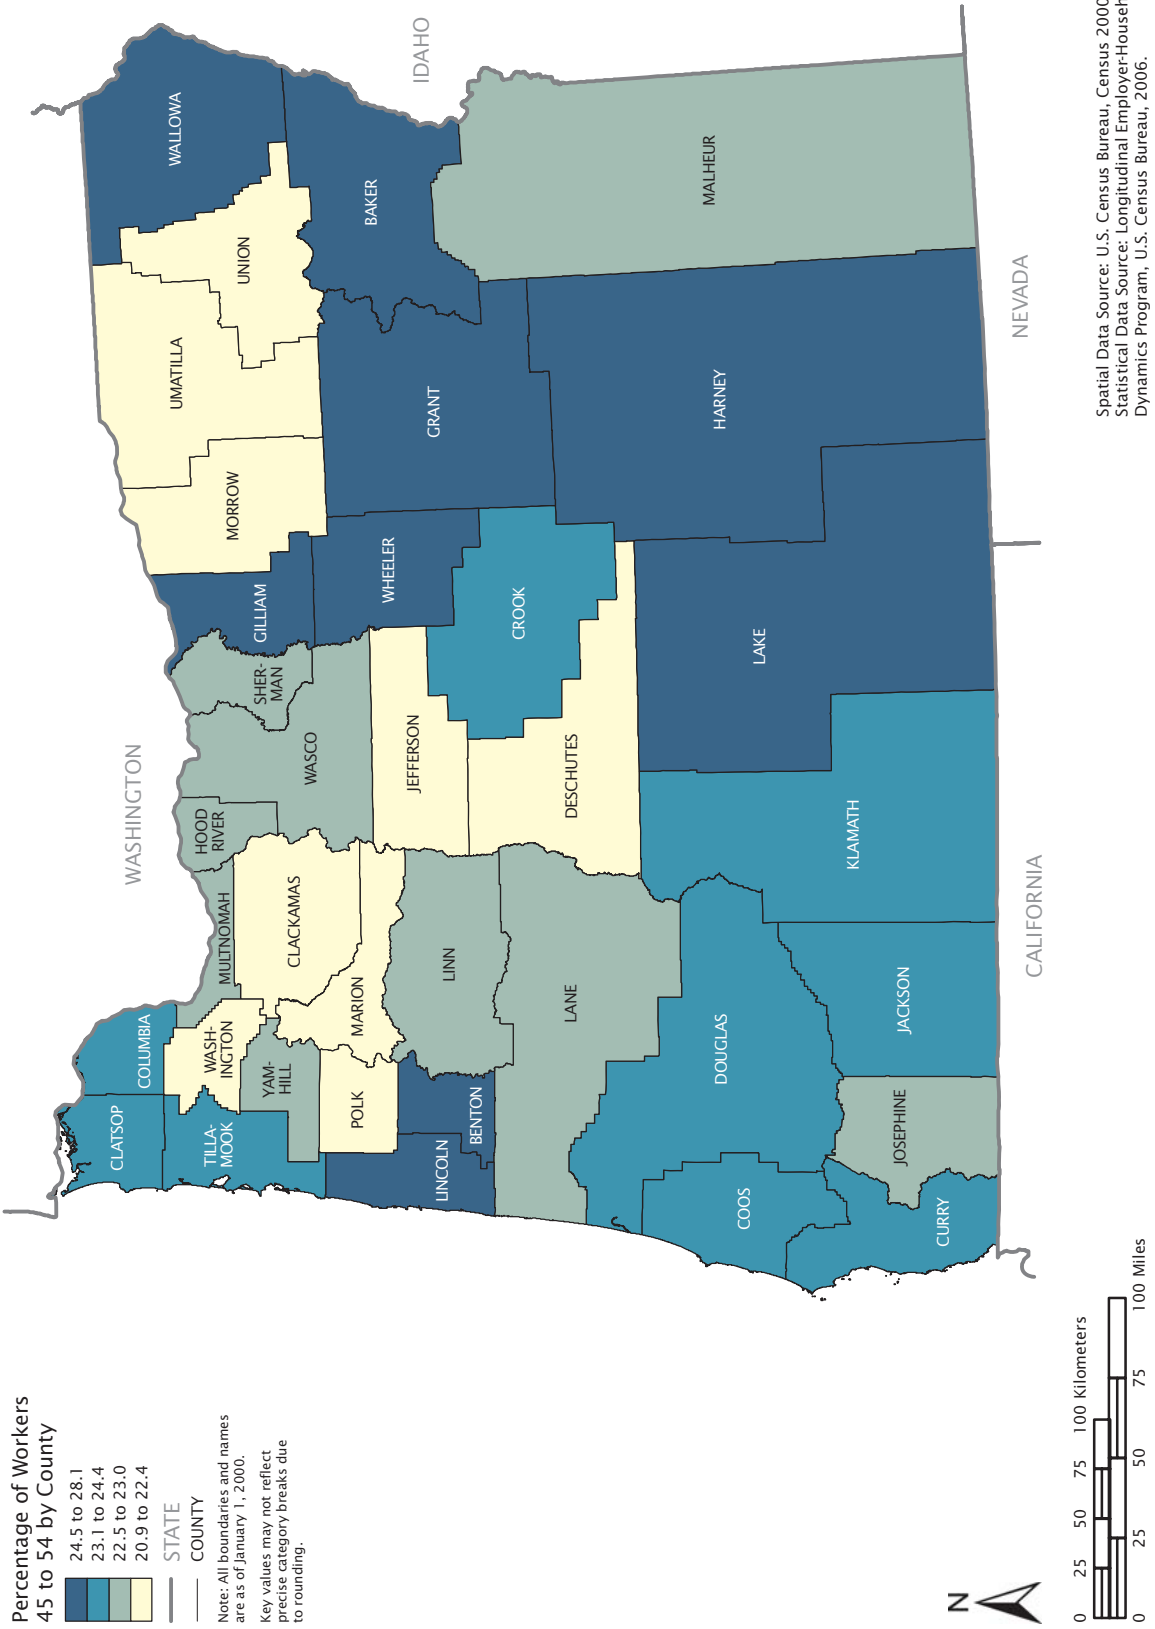 Percentage of Workers
45 to 54 by County
24.5 to 28.1
23.1 to 24.4
22.5 to 23.0
20.9 to 22.4
STATE
COUNTY
Note: All boundaries and names
are as of January 1, 2000.
Key values may not reflect
precise category breaks due
to rounding.
WASHINGTON
IDAHO
NEVADA
CALIFORNIA
CLATSOP
COLUMBIA
TILLA-
MOOK
WASH-
INGTON
MULTNOMAH
HOOD
RIVER
SHER-
MAN
GILLIAM
MORROW
UMATILLA
UNION
WALLOWA
YAM-
HILL
CLACKAMAS
WASCO
POLK
MARION
JEFFERSON
WHEELER
GRANT
BAKER
LINCOLN
BENTON
LINN
CROOK
LANE
DESCHUTES
DOUGLAS
COOS
CURRY
JOSEPHINE
JACKSON
KLAMATH
LAKE
HARNEY
MALHEUR
N
0 25 50 75 100 Kilometers
0 25 50 75 100 Miles
Spatial Data Source: U.S. Census Bureau, Census 2000
Statistical Data Source: Longitudinal Employer-Househ
Dynamics Program, U.S. Census Bureau, 2006.